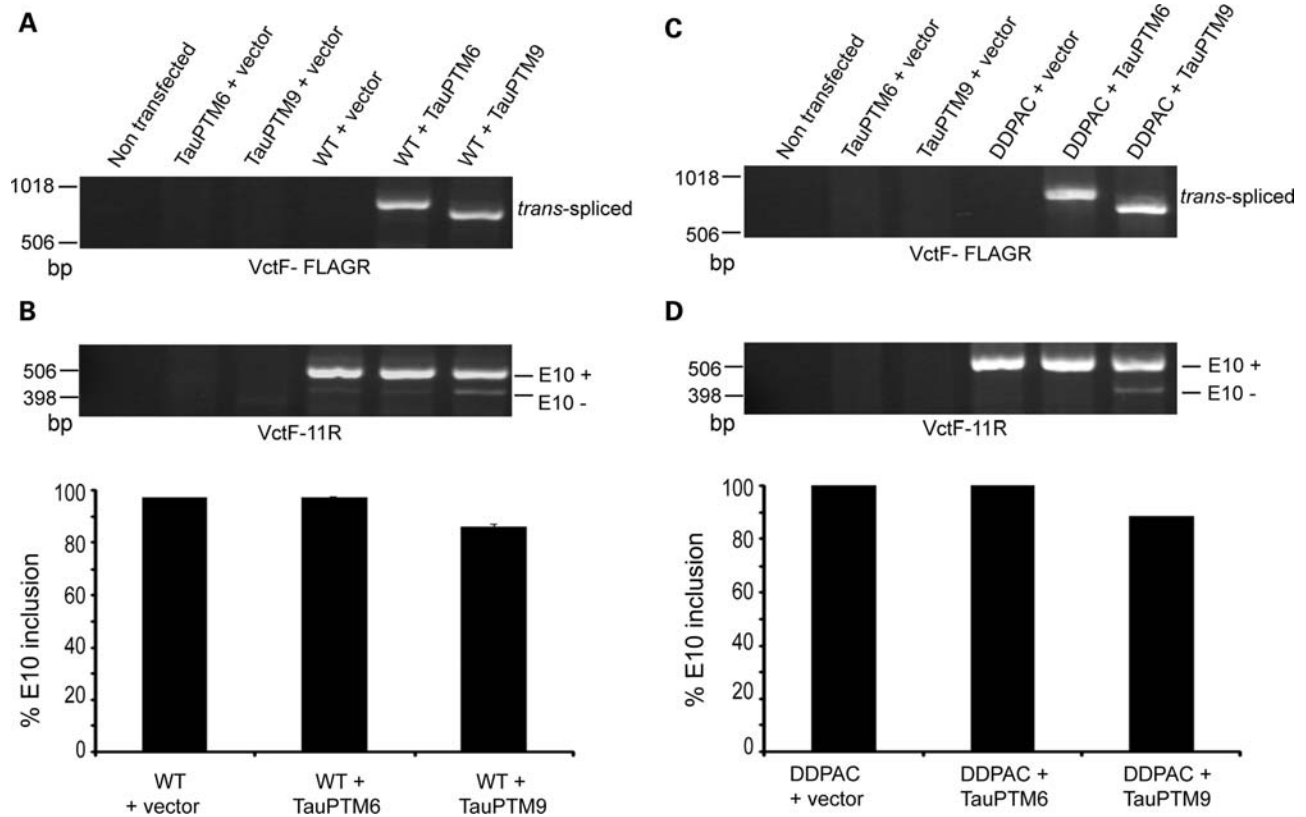 A
Non transfected
TauPTM6 + vector
TauPTM9 + vector
WT + vector
WT + TauPTM6
WT + TauPTM9
1018
506
bp
trans-spliced
VctF- FLAGR
B
506
398
bp
E10 +
E10 -
VctF-11R
% E10 inclusion
100
80
60
40
20
0
WT
+ vector
WT +
TauPTM6
WT +
TauPTM9
C
Non transfected
TauPTM6 + vector
TauPTM9 + vector
DDPAC + vector
DDPAC + TauPTM6
DDPAC + TauPTM9
1018
506
bp
trans-spliced
VctF- FLAGR
D
506
398
bp
E10 +
E10 -
VctF-11R
% E10 inclusion
100
80
60
40
20
0
DDPAC
+ vector
DDPAC +
TauPTM6
DDPAC +
TauPTM9